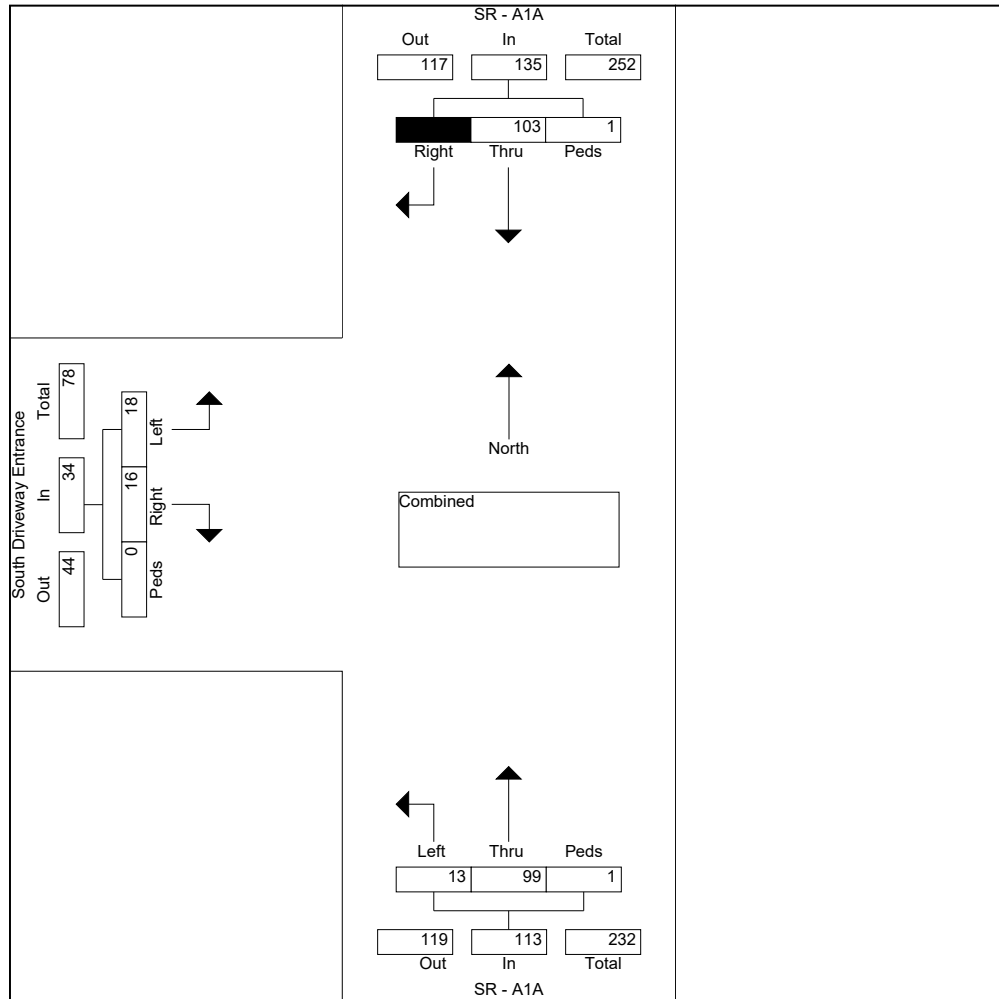 SR - A1A
Out In Total
117 135 252
103 1
Right Thru Peds
South Driveway Entrance
Out In Total
44 34 78
0 16 18
Peds Right Left
North
Combined
Left Thru Peds
13 99 1
119 113 232
Out In Total
SR - A1A